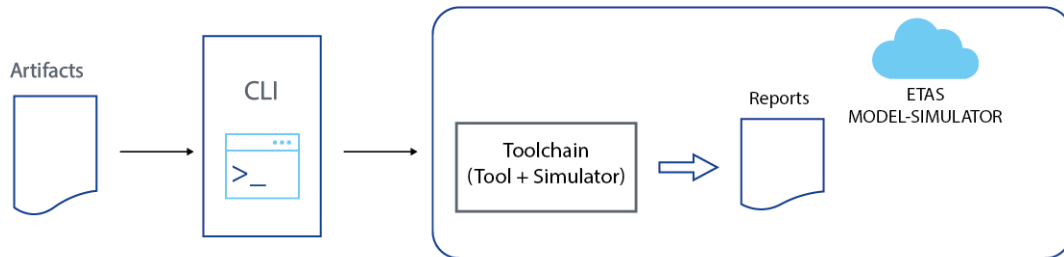 Artifacts
CLI
>_
Toolchain
(Tool + Simulator)
Reports
ETAS
MODEL-SIMULATOR